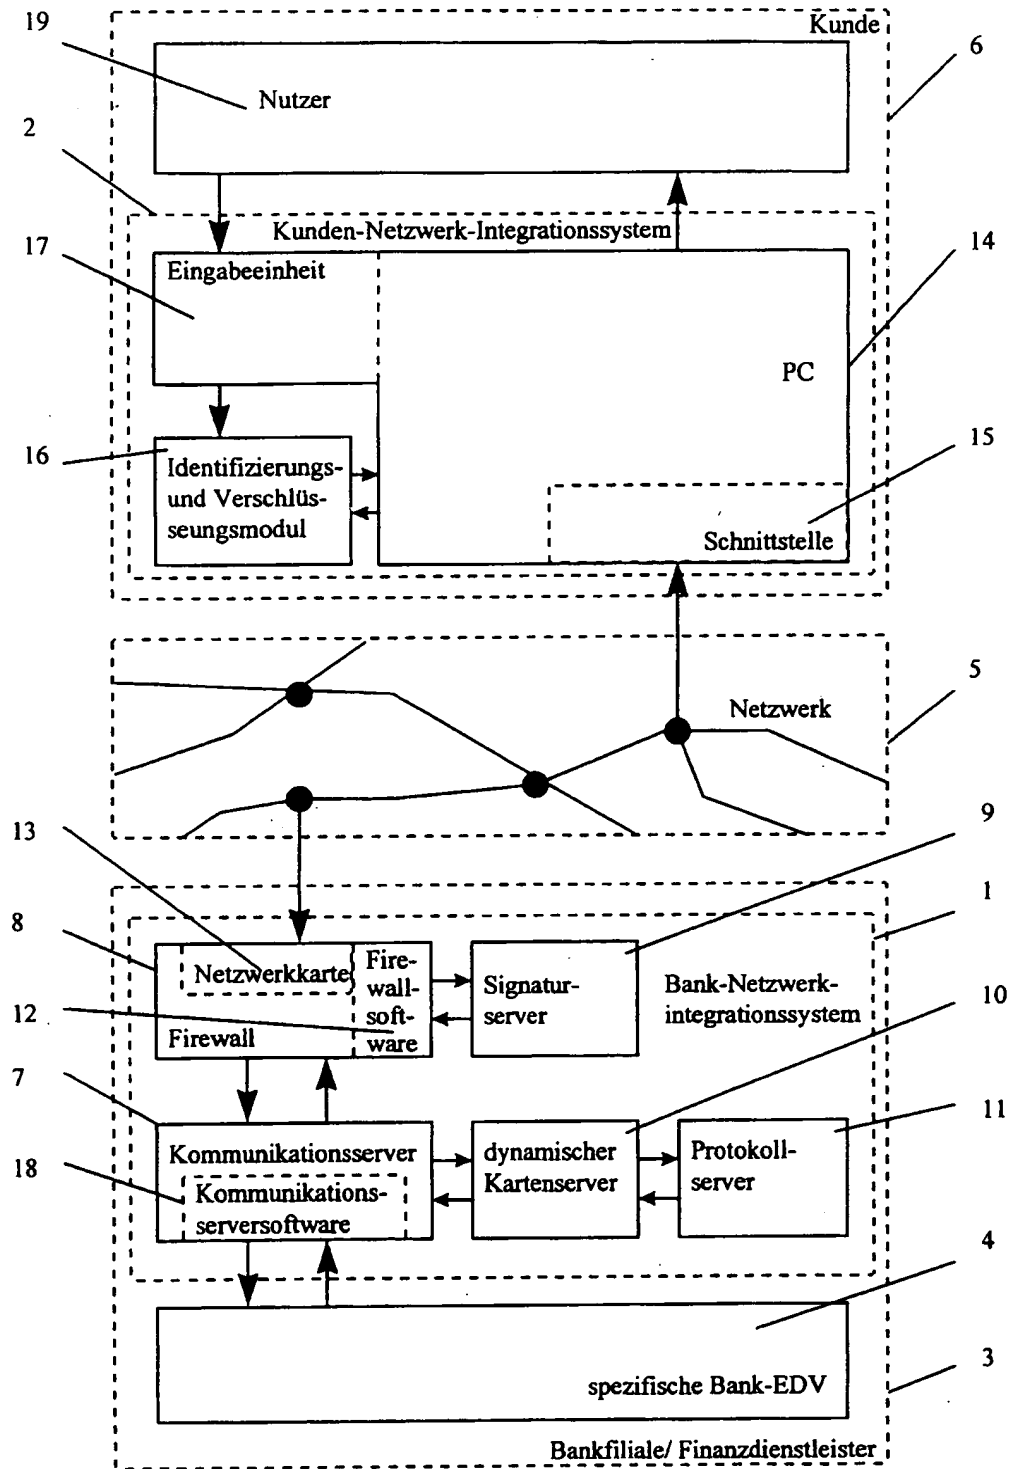 19
Kunde
6
Nutzer
2
Kunden-Netzwerk-Integrationssystem
17
Eingabeeinheit
14
PC
15
16
Identifizierungs-
und Verschlüs-
seungsmodul
Schnittstelle
5
Netzwerk
9
13
1
8
Netzwerkkarte
Fire-
wall-
soft-
ware
Signatur-
server
Bank-Netzwerk-
integrationssystem
10
12
Firewall
7
11
Kommunikationsserver
dynamischer
Kartenserver
Protokoll-
server
18
Kommunikations-
serversoftware
4
spezifische Bank-EDV
3
Bankfiliale/ Finanzdienstleister